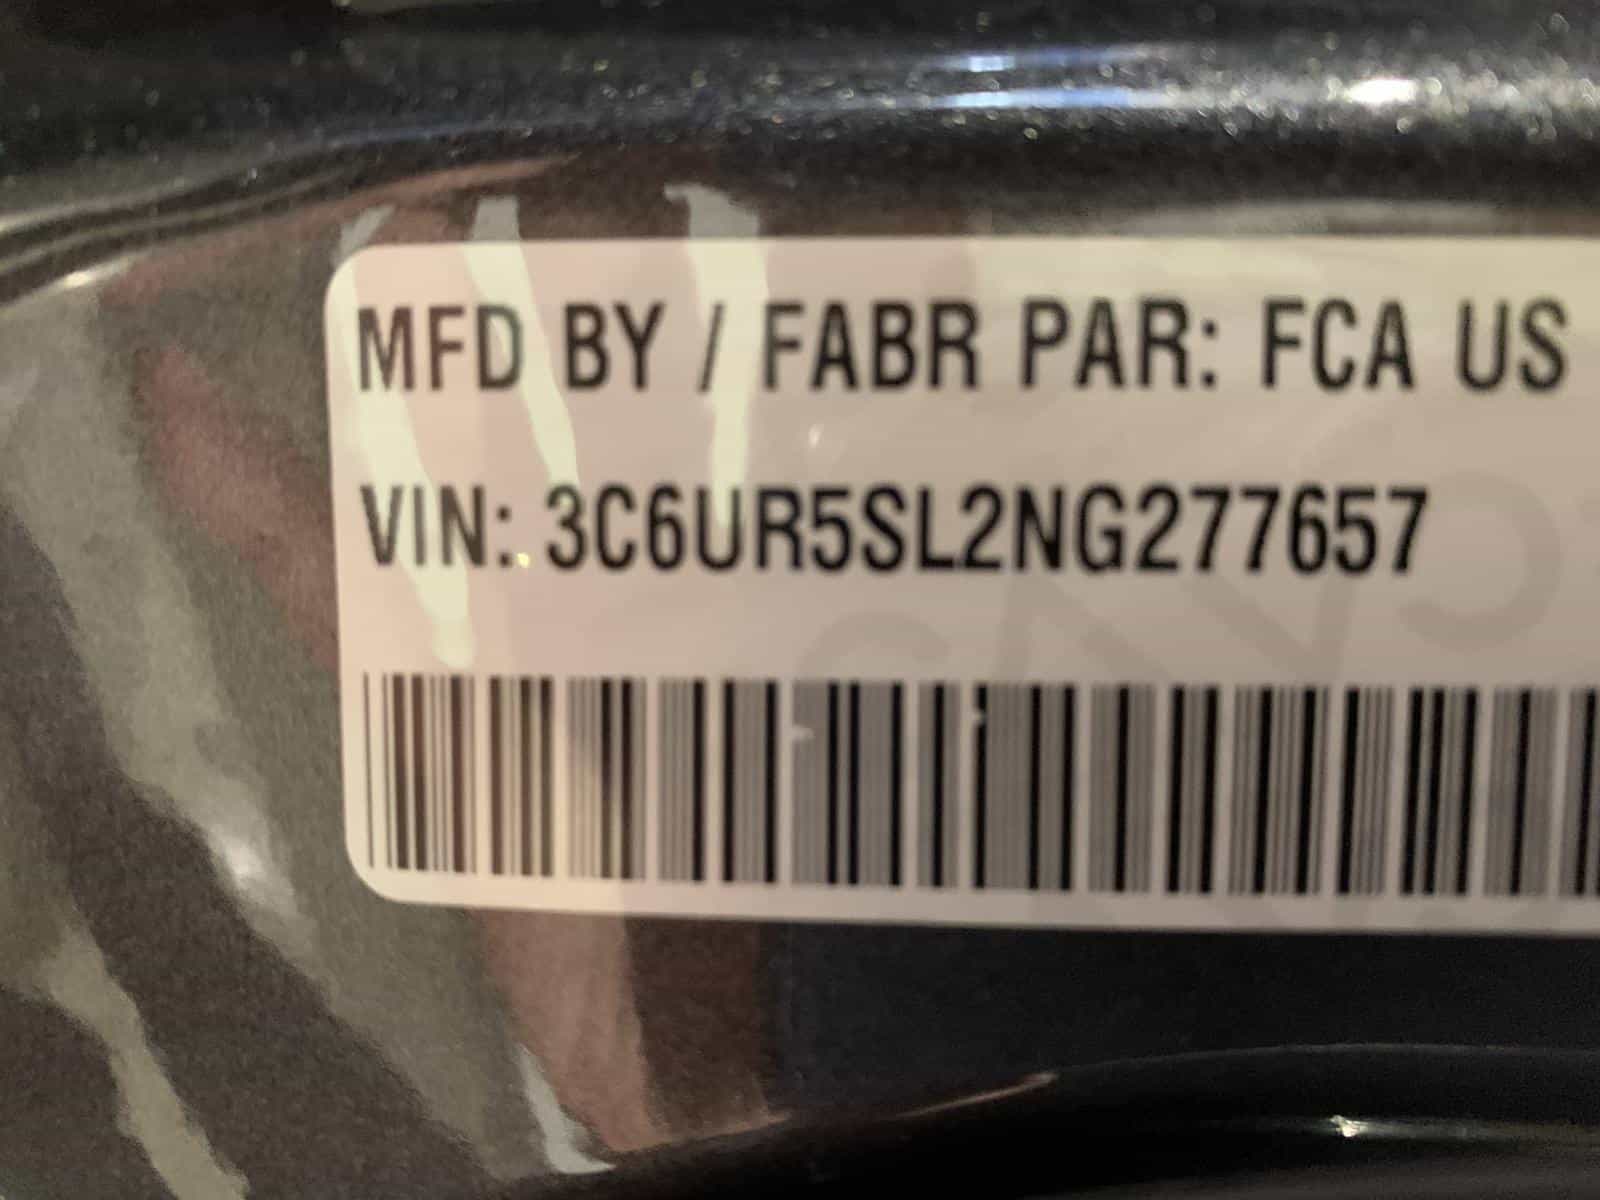 MFD BY / FABR PAR: FCA US
VIN: 3C6UR5SL2NG277657